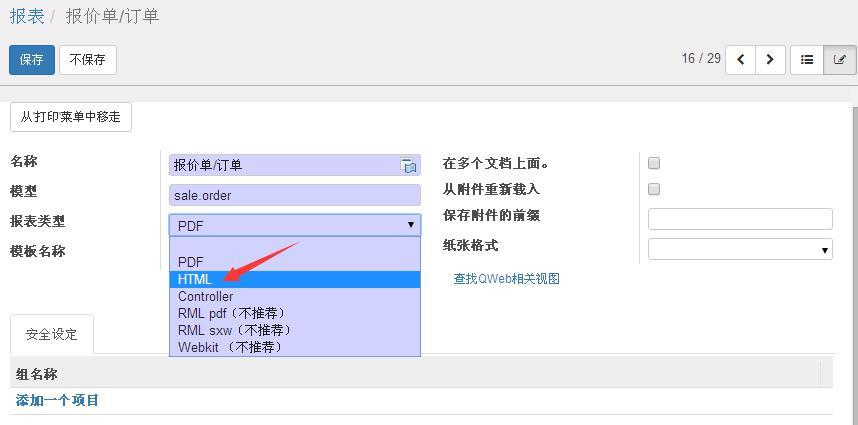 报表 / 报价单/订单
保存 不保存 16 / 29
从打印菜单中移走
名称 报价单/订单 在多个文档上面。
模型 sale.order 从附件重新载入
报表类型 PDF 保存附件的前缀
模板名称 纸张格式
PDF
HTML 查找QWeb相关视图
Controller
RML pdf（不推荐）
RML sxw（不推荐）
Webkit （不推荐）
安全设定
组名称
添加一个项目